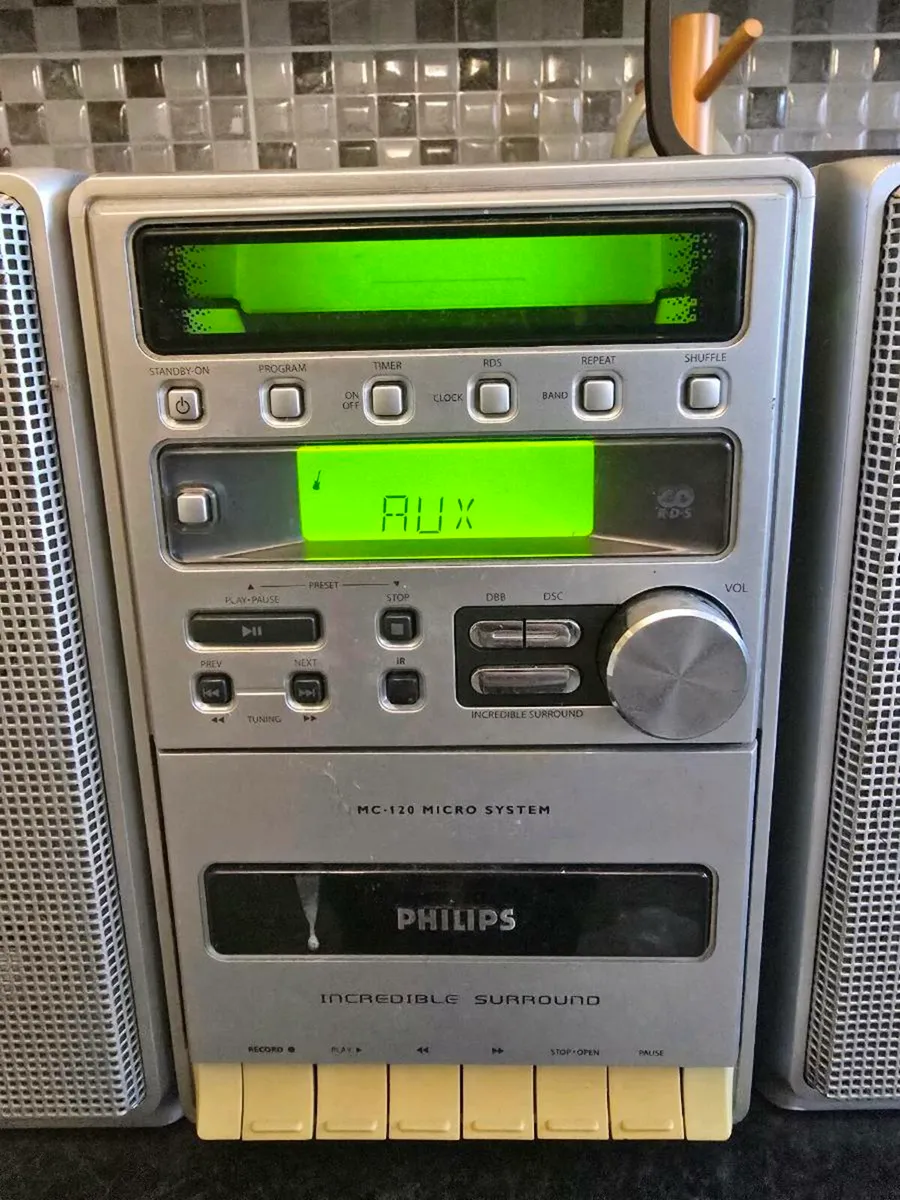 STANDBY-ON PROGRAM TIMER RDS REPEAT SHUFFLE
ON OFF CLOCK BAND
AUX
R·D·S
▲ PRESET ▼
PLAY•PAUSE STOP DBB DSC VOL
PREV NEXT IR
◀◀ TUNING ▶▶ INCREDIBLE SURROUND
MC-120 MICRO SYSTEM
PHILIPS
INCREDIBLE SURROUND
RECORD ● PLAY ▶ ◀◀ ▶▶ STOP•OPEN PAUSE